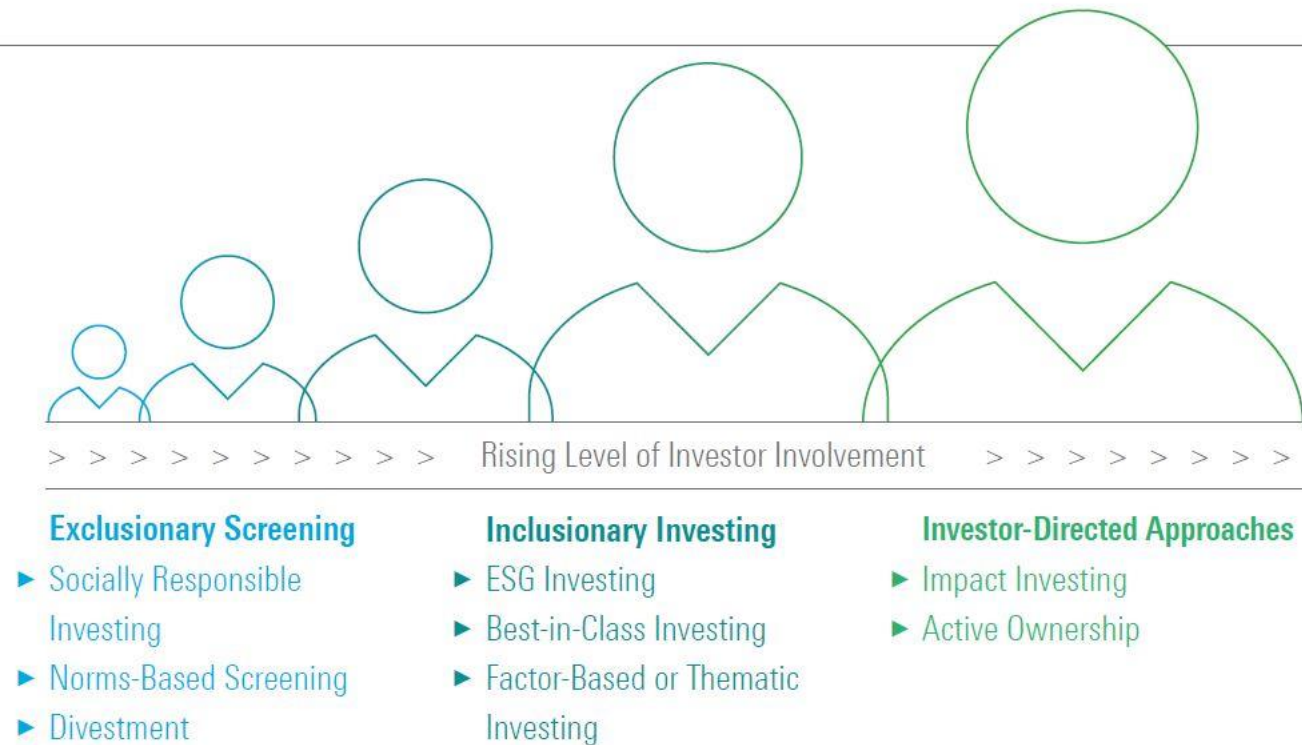 > > > > > > > > > > Rising Level of Investor Involvement > > > > > > > >
Exclusionary Screening
► Socially Responsible
Investing
► Norms-Based Screening
► Divestment
Inclusionary Investing
► ESG Investing
► Best-in-Class Investing
► Factor-Based or Thematic
Investing
Investor-Directed Approaches
► Impact Investing
► Active Ownership